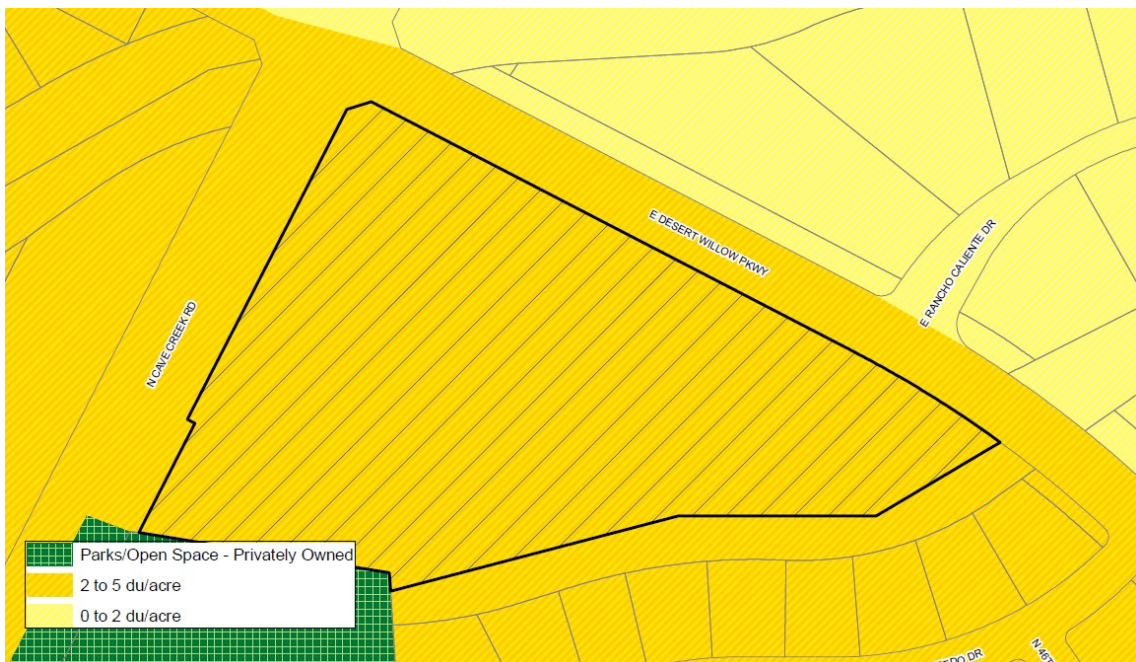 E DESERT WILLOW PKWY
E RANCHO CALIENTE DR
N CAVE CREEK RD
Parks/Open Space - Privately Owned
2 to 5 du/acre
0 to 2 du/acre
DR